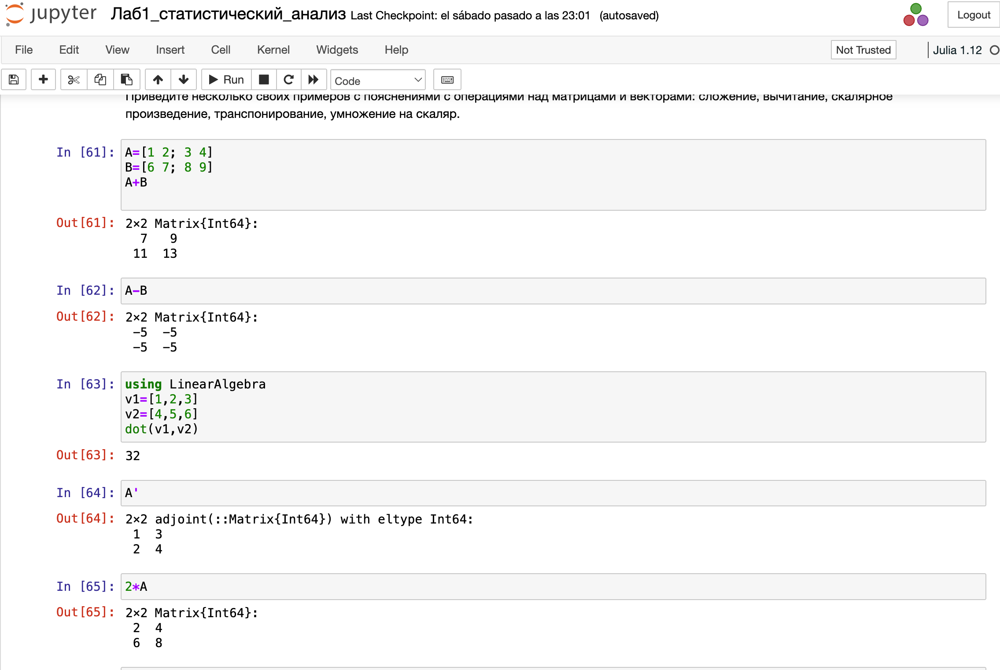 jupyter Лаб1_статистический_анализ Last Checkpoint: el sábado pasado a las 23:01 (autosaved) Logout
File Edit View Insert Cell Kernel Widgets Help Not Trusted Julia 1.12
Run Code
Приведите несколько своих примеров с пояснениями с операциями над матрицами и векторами: сложение, вычитание, скалярное
произведение, транспонирование, умножение на скаляр.
In [61]: A=[1 2; 3 4]
B=[6 7; 8 9]
A+B
Out[61]: 2×2 Matrix{Int64}:
7 9
11 13
In [62]: A-B
Out[62]: 2×2 Matrix{Int64}:
-5 -5
-5 -5
In [63]: using LinearAlgebra
v1=[1,2,3]
v2=[4,5,6]
dot(v1,v2)
Out[63]: 32
In [64]: A'
Out[64]: 2×2 adjoint(::Matrix{Int64}) with eltype Int64:
1 3
2 4
In [65]: 2*A
Out[65]: 2×2 Matrix{Int64}:
2 4
6 8